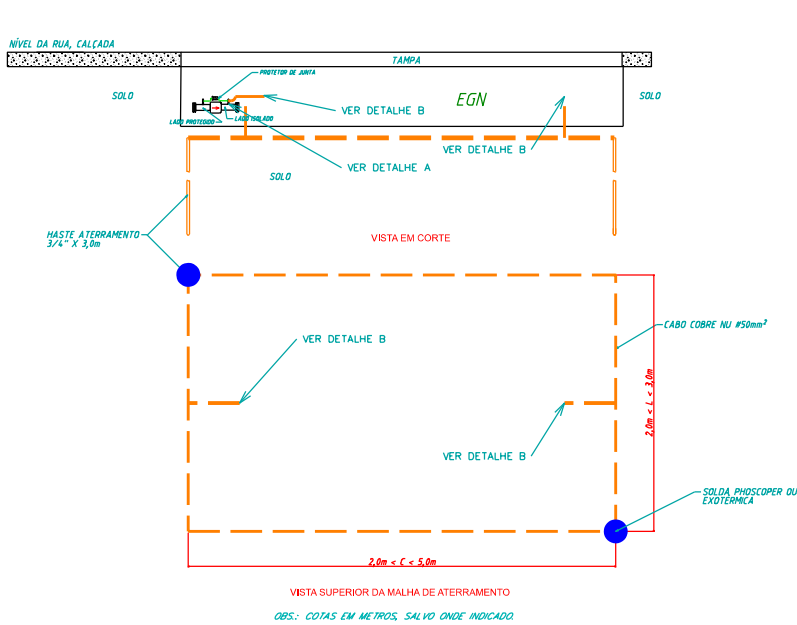 NÍVEL DA RUA, CALÇADA
TAMPA
PROTETOR DE JUNTA
SOLO
EGN
SOLO
VER DETALHE B
LADO PROTEGIDO
LADO ISOLADO
VER DETALHE B
VER DETALHE A
SOLO
HASTE ATERRAMENTO
3/4" X 3,0m
VISTA EM CORTE
CABO COBRE NU #50mm²
VER DETALHE B
2,0m < L < 3,0m
VER DETALHE B
SOLDA PHOSCOPER OU
EXOTÉRMICA
2,0m < C < 5,0m
VISTA SUPERIOR DA MALHA DE ATERRAMENTO
OBS.: COTAS EM METROS, SALVO ONDE INDICADO.